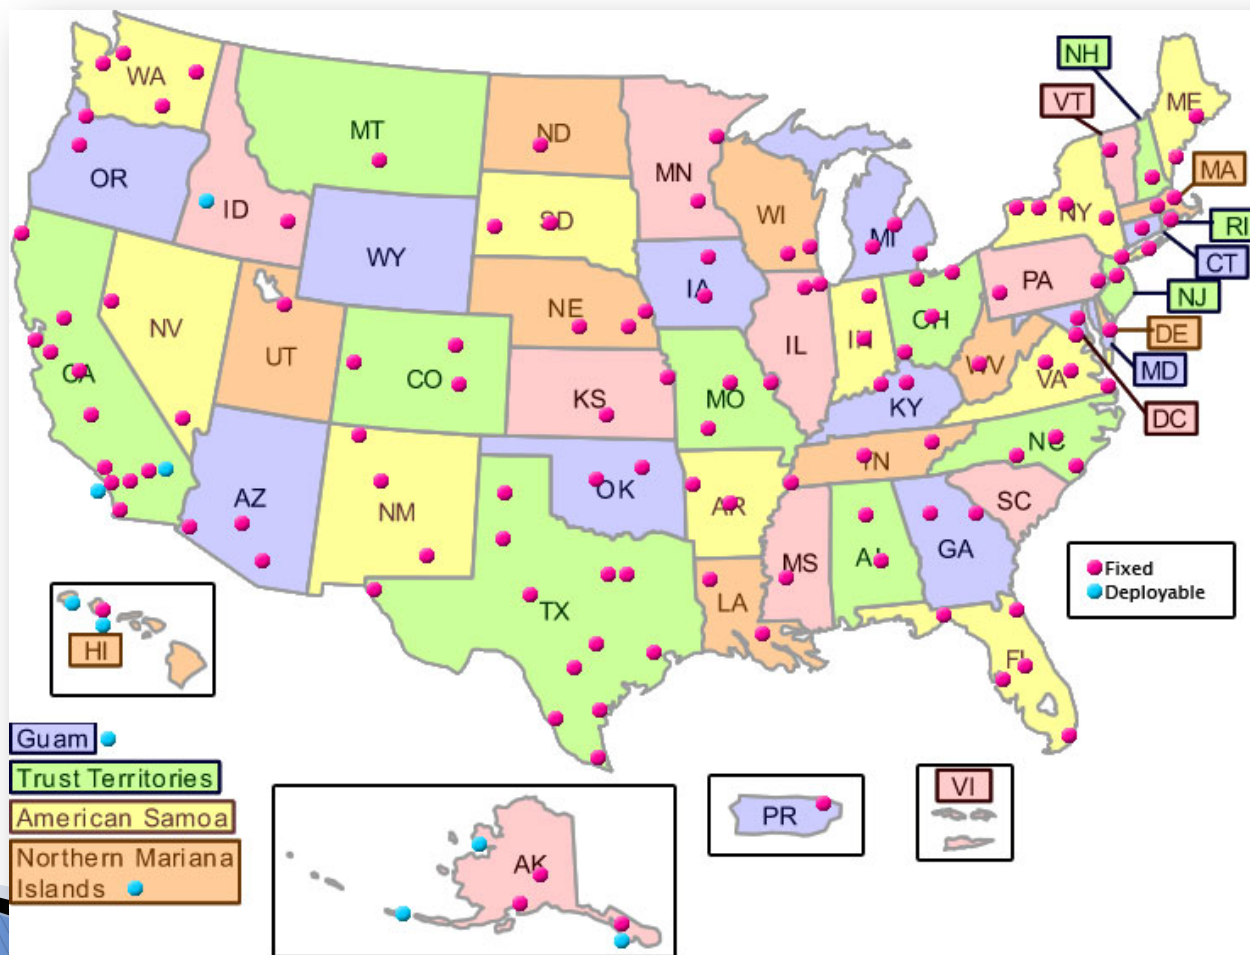 NH
WA
VT
ME
MT
ND
MN
MA
OR
ID
SD
WI
NY
RI
WY
MI
CT
IA
PA
NE
NJ
NV
OH
UT
IL
IN
DE
CA
CO
WV
MD
KS
MO
VA
KY
DC
NC
TN
AZ
OK
SC
NM
AR
GA
MS
AL
Fixed
Deployable
LA
TX
HI
FL
Guam
Trust Territories
VI
American Samoa
PR
Northern Mariana
Islands
AK